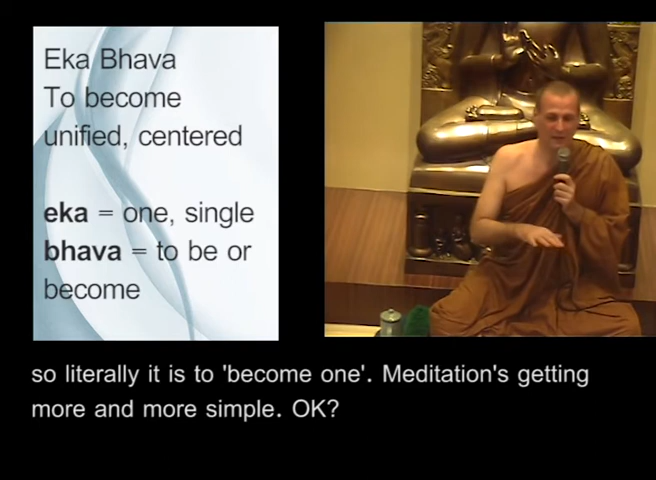 Eka Bhava
To become
unified, centered
eka = one, single
bhava = to be or
become
so literally it is to 'become one'. Meditation's getting
more and more simple. OK?